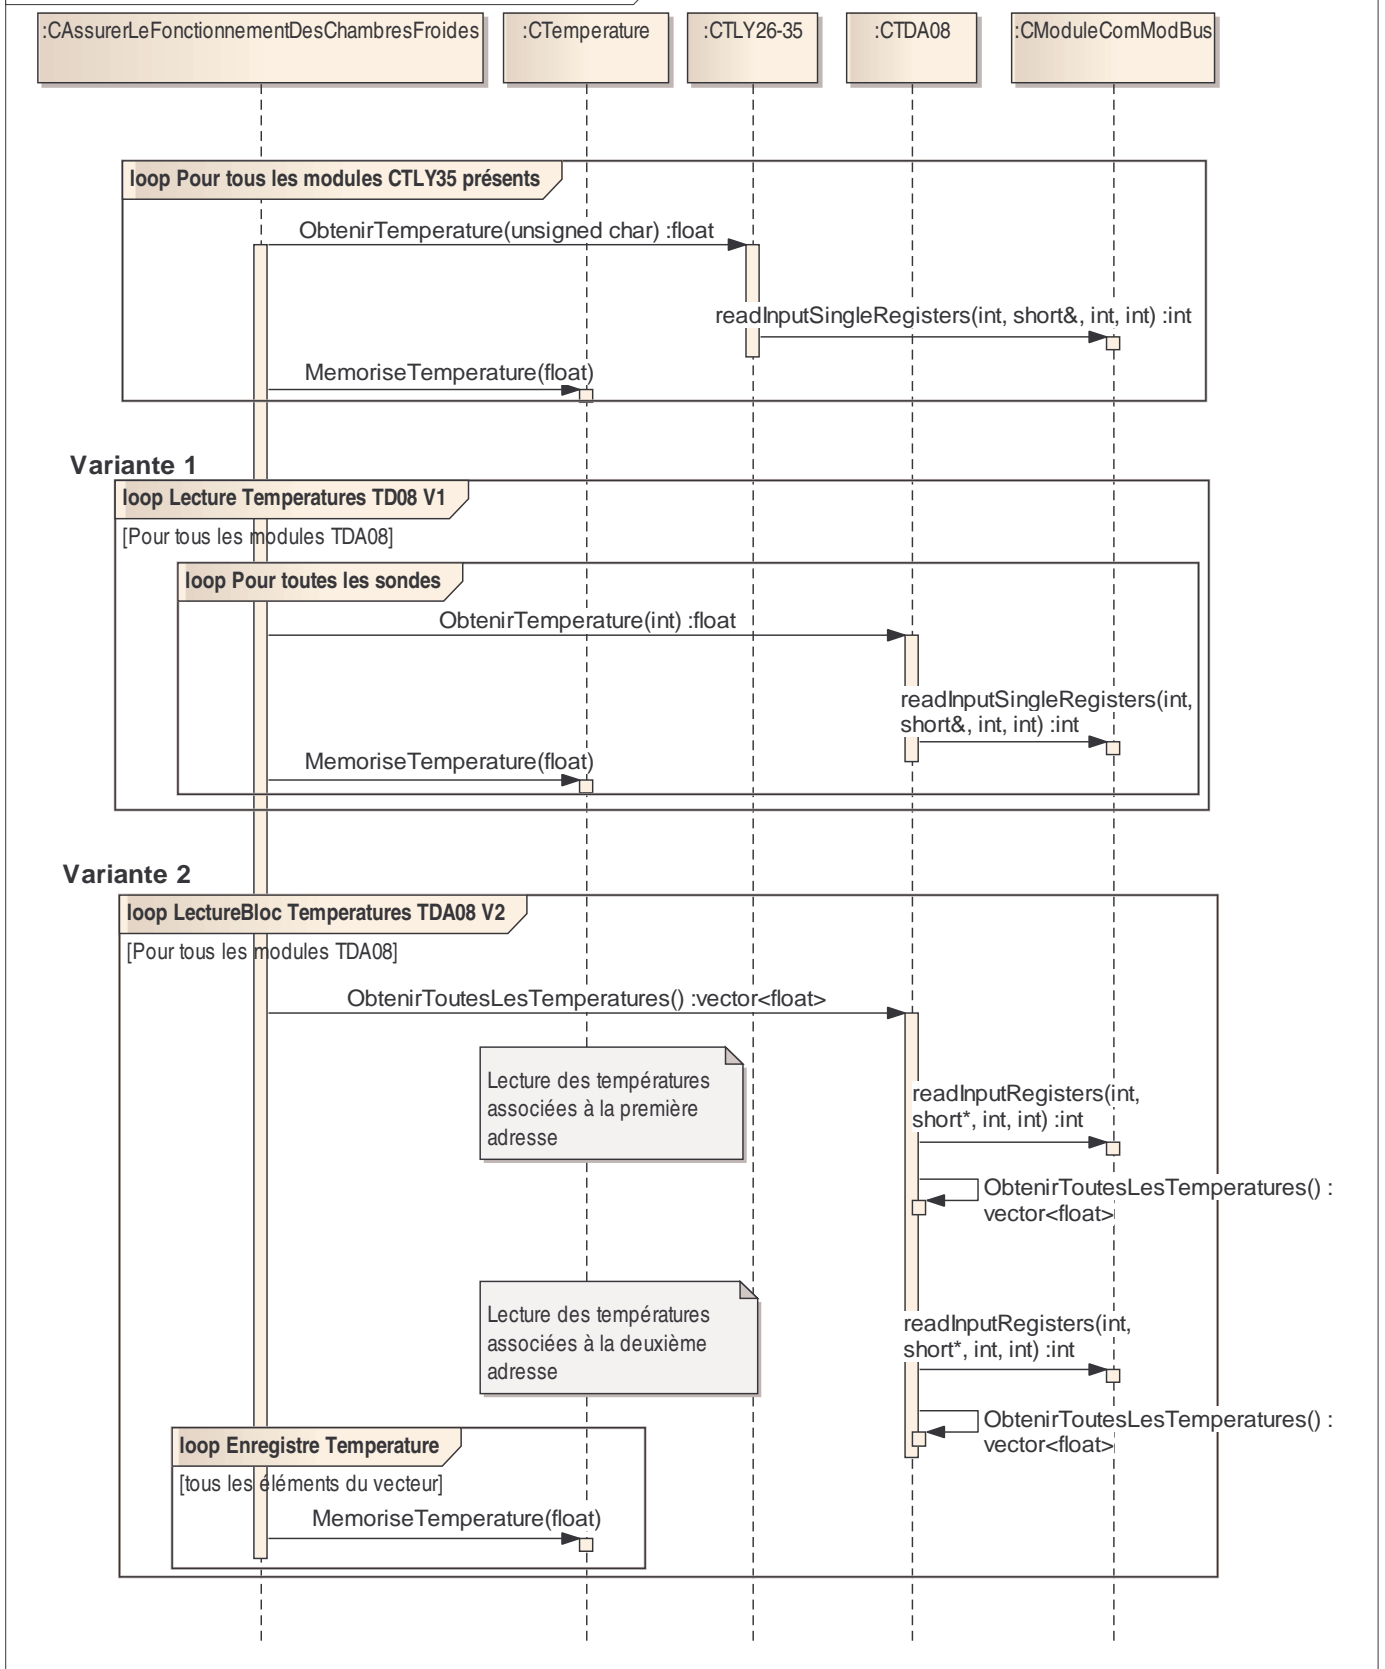 :CAssurerLeFonctionnementDesChambresFroides
:CTemperature
:CTLY26-35
:CTDA08
:CModuleComModBus
loop Pour tous les modules CTLY35 présents
ObtenirTemperature(unsigned char) :float
readInputSingleRegisters(int, short&, int, int) :int
MemoriseTemperature(float)
Variante 1
loop Lecture Temperatures TD08 V1
[Pour tous les modules TDA08]
loop Pour toutes les sondes
ObtenirTemperature(int) :float
readInputSingleRegisters(int,
short&, int, int) :int
MemoriseTemperature(float)
Variante 2
loop LectureBloc Temperatures TDA08 V2
[Pour tous les modules TDA08]
ObtenirToutesLesTemperatures() :vector<float>
Lecture des températures
associées à la première
adresse
readInputRegisters(int,
short*, int, int) :int
ObtenirToutesLesTemperatures() :
vector<float>
Lecture des températures
associées à la deuxième
adresse
readInputRegisters(int,
short*, int, int) :int
ObtenirToutesLesTemperatures() :
vector<float>
loop Enregistre Temperature
[tous les éléments du vecteur]
MemoriseTemperature(float)